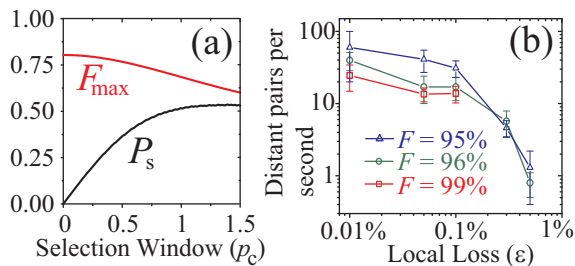 (a)
1.00
0.75
0.50
0.25
0.00
F_max
P_s
0 0.5 1 1.5
Selection Window (p_c)
(b)
Distant pairs per
second
100
10
1
F = 95%
F = 96%
F = 99%
0.01% 0.1% 1%
Local Loss (ε)